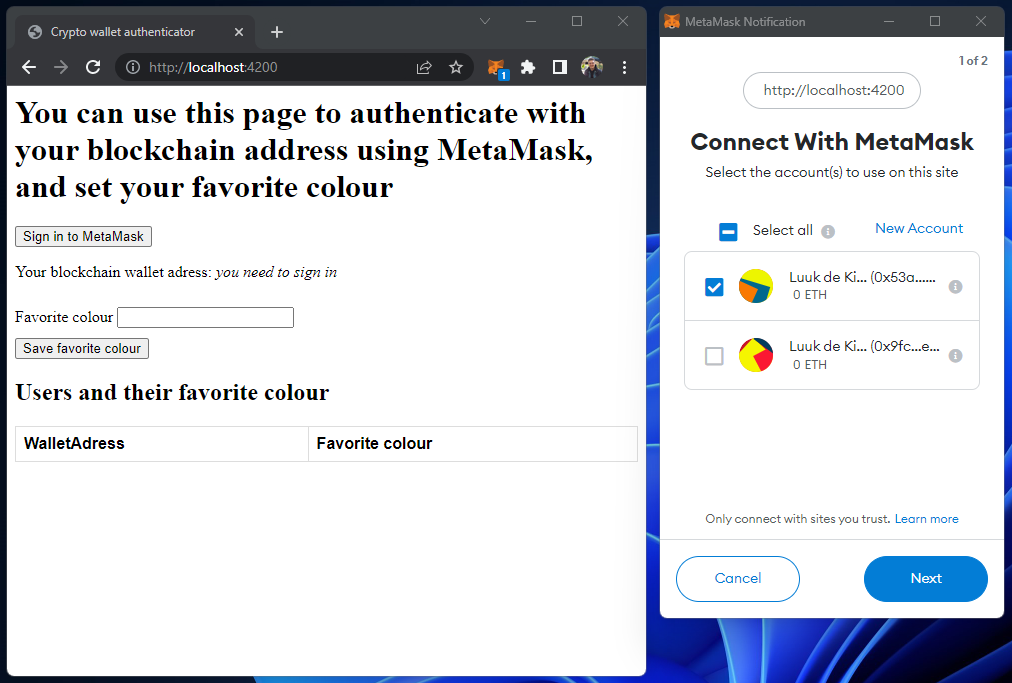 Crypto wallet authenticator
http://localhost:4200
1
You can use this page to authenticate with
your blockchain address using MetaMask,
and set your favorite colour
Sign in to MetaMask
Your blockchain wallet adress: you need to sign in
Favorite colour
Save favorite colour
Users and their favorite colour
WalletAdress Favorite colour
MetaMask Notification
1 of 2
http://localhost:4200
Connect With MetaMask
Select the account(s) to use on this site
Select all New Account
Luuk de Ki... (0x53a......
0 ETH
Luuk de Ki... (0x9fc...e...
0 ETH
Only connect with sites you trust. Learn more
Cancel Next